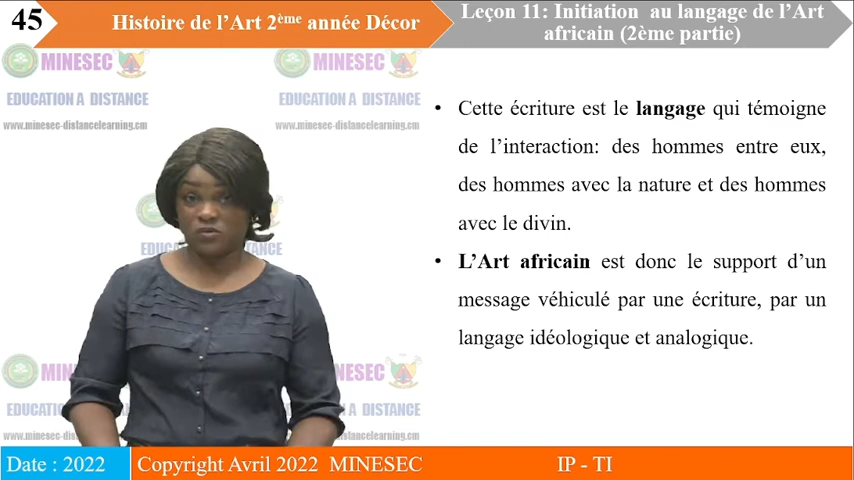 45
Histoire de l'Art 2ème année Décor
Leçon 11: Initiation au langage de l'Art
africain (2ème partie)
MINESEC
MINESEC
EDUCATION A DISTANCE
EDUCATION A DISTANCE
www.minesec-distancelearning.cm
www.minesec-distancelearning.cm
• Cette écriture est le langage qui témoigne
de l'interaction: des hommes entre eux,
des hommes avec la nature et des hommes
avec le divin.
• L'Art africain est donc le support d'un
message véhiculé par une écriture, par un
langage idéologique et analogique.
Date : 2022
Copyright Avril 2022 MINESEC
IP - TI